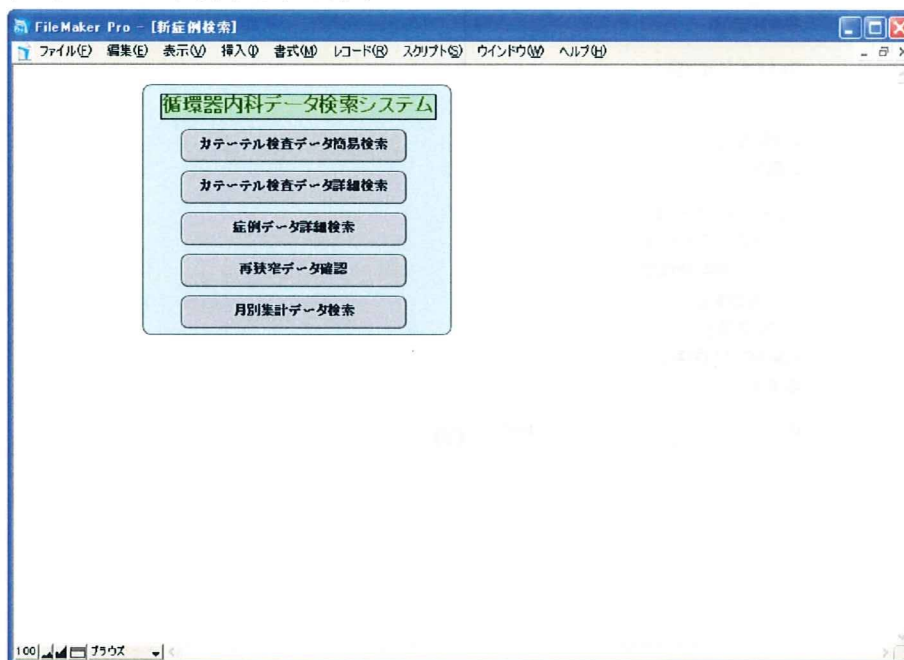 FileMaker Pro - [新症例検索]
ファイル(F) 編集(E) 表示(V) 挿入(I) 書式(M) レコード(R) スクリプト(S) ウインドウ(W) ヘルプ(H)
循環器内科データ検索システム
カテーテル検査データ簡易検索
カテーテル検査データ詳細検索
症例データ詳細検索
再狭窄データ確認
月別集計データ検索
100 ブラウズ